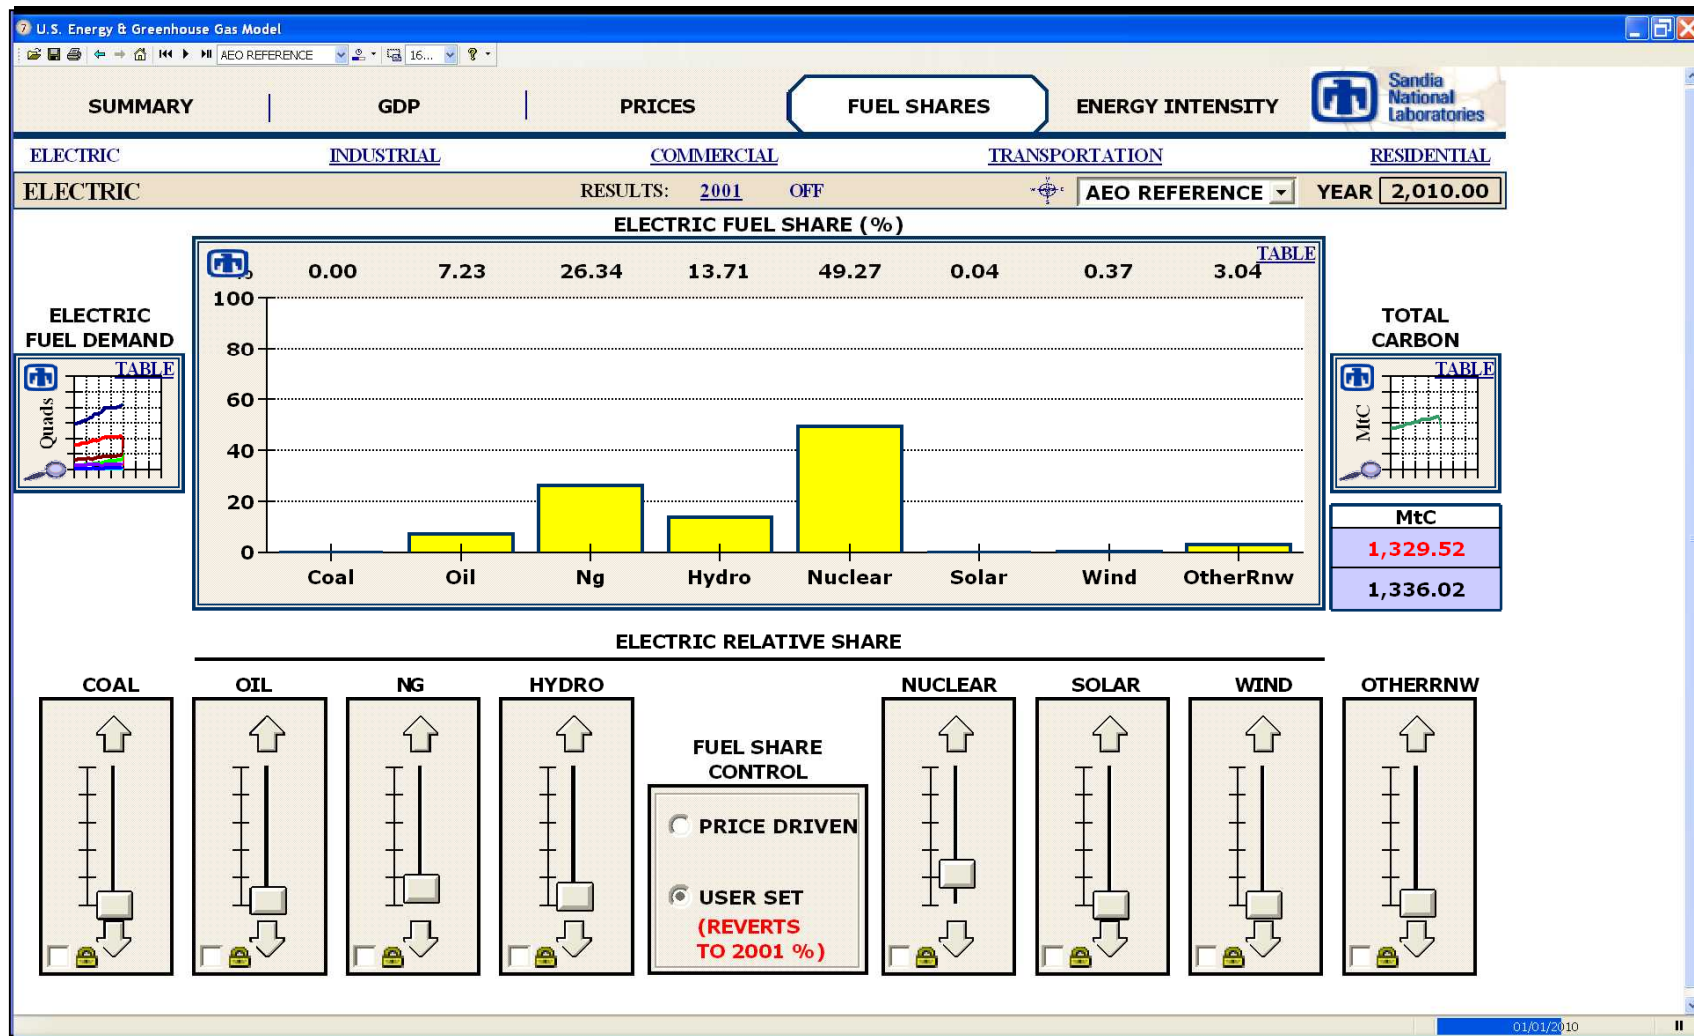 U.S. Energy & Greenhouse Gas Model
AEO REFERENCE 16...
SUMMARY GDP PRICES FUEL SHARES ENERGY INTENSITY
Sandia
National
Laboratories
ELECTRIC INDUSTRIAL COMMERCIAL TRANSPORTATION RESIDENTIAL
ELECTRIC RESULTS: 2001 OFF AEO REFERENCE YEAR 2,010.00
ELECTRIC FUEL SHARE (%)
TABLE
% 0.00 7.23 26.34 13.71 49.27 0.04 0.37 3.04
100
80
60
40
20
0
Coal Oil Ng Hydro Nuclear Solar Wind OtherRnw
ELECTRIC
FUEL DEMAND
TABLE
Quads
TOTAL
CARBON
TABLE
MtC
MtC
1,329.52
1,336.02
ELECTRIC RELATIVE SHARE
COAL OIL NG HYDRO NUCLEAR SOLAR WIND OTHERRNW
FUEL SHARE
CONTROL
PRICE DRIVEN
USER SET
(REVERTS
TO 2001 %)
01/01/2010